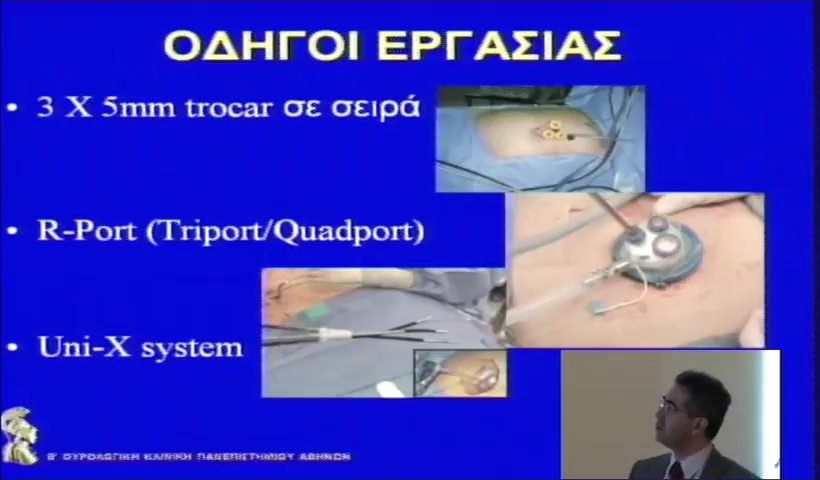 ΟΔΗΓΟΙ ΕΡΓΑΣΙΑΣ
• 3 X 5mm trocar σε σειρά
• R-Port (Triport/Quadport)
• Uni-X system
Β' ΟΥΡΟΛΟΓΙΚΗ ΚΛΙΝΙΚΗ ΠΑΝΕΠΙΣΤΗΜΙΟΥ ΑΘΗΝΩΝ